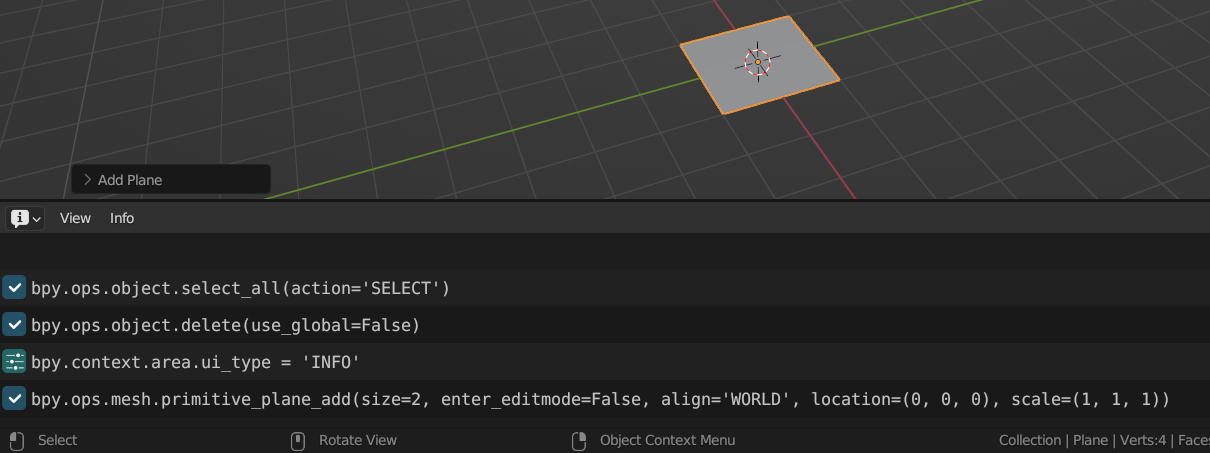 Add Plane
View Info
bpy.ops.object.select_all(action='SELECT')
bpy.ops.object.delete(use_global=False)
bpy.context.area.ui_type = 'INFO'
bpy.ops.mesh.primitive_plane_add(size=2, enter_editmode=False, align='WORLD', location=(0, 0, 0), scale=(1, 1, 1))
Select Rotate View Object Context Menu Collection | Plane | Verts:4 | Faces